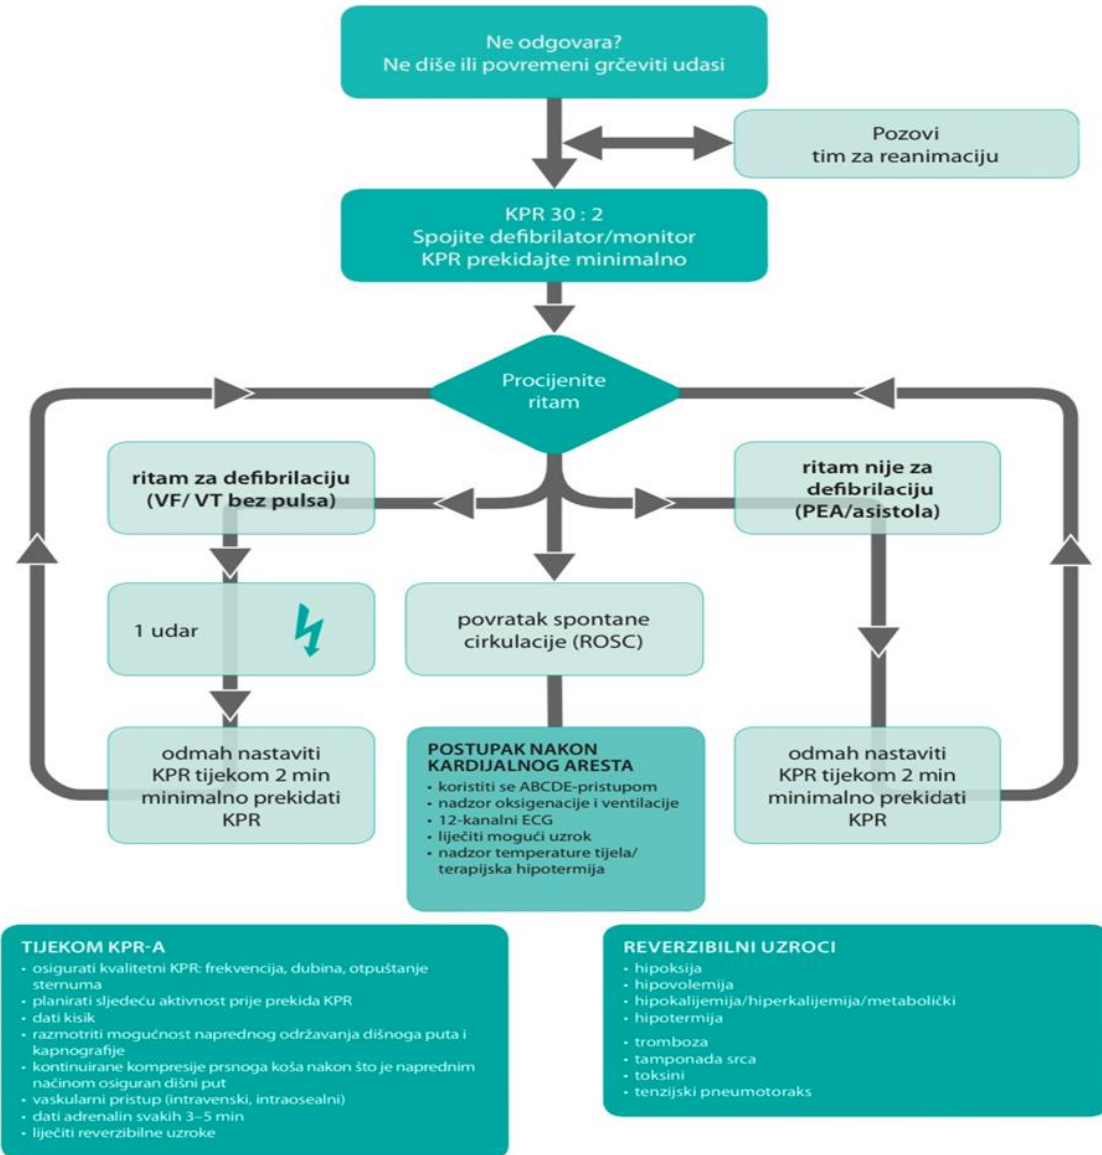 Ne odgovara?
Ne diše ili povremeni grčeviti udasi
Pozovi
tim za reanimaciju
KPR 30 : 2
Spojite defibrilator/monitor
KPR prekidajte minimalno
Procijenite
ritam
ritam za defibrilaciju
(VF/ VT bez pulsa)
ritam nije za
defibrilaciju
(PEA/asistola)
1 udar
povratak spontane
cirkulacije (ROSC)
odmah nastaviti
KPR tijekom 2 min
minimalno prekidati
KPR
POSTUPAK NAKON
KARDIJALNOG ARESTA
• koristiti se ABCDE-pristupom
• nadzor oksigenacije i ventilacije
• 12-kanalni ECG
• liječiti mogući uzrok
• nadzor temperature tijela/
terapijska hipotermija
odmah nastaviti
KPR tijekom 2 min
minimalno prekidati
KPR
TIJEKOM KPR-A
• osigurati kvalitetni KPR: frekvencija, dubina, otpuštanje
sternuma
• planirati sljedeću aktivnost prije prekida KPR
• dati kisik
• razmotriti mogućnost naprednog održavanja dišnoga puta i
kapnografije
• kontinuirane kompresije prsnoga koša nakon što je naprednim
načinom osiguran dišni put
• vaskularni pristup (intravenski, intraosealni)
• dati adrenalin svakih 3–5 min
• liječiti reverzibilne uzroke
REVERZIBILNI UZROCI
• hipoksija
• hipovolemija
• hipokalijemija/hiperkalijemija/metabolički
• hipotermija
• tromboza
• tamponada srca
• toksini
• tenzijski pneumotoraks